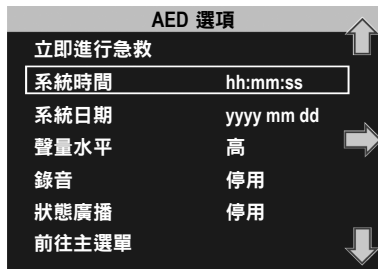 AED 選項
立即進行急救
系統時間 hh:mm:ss
系統日期 yyyy mm dd
聲量水平 高
錄音 停用
狀態廣播 停用
前往主選單